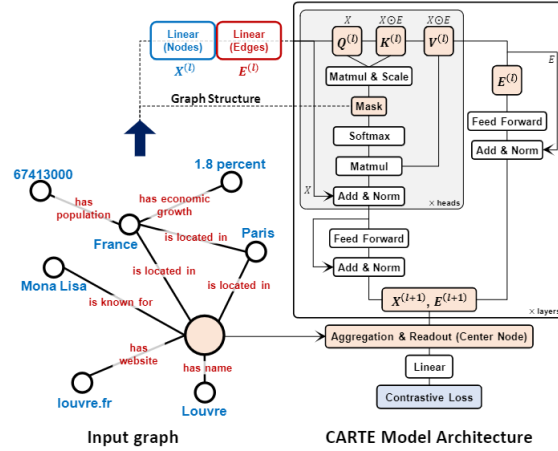 Linear
(Nodes)
X^(l)
Linear
(Edges)
E^(l)
Graph Structure
X
X⊙E
X⊙E
Q^(l)
K^(l)
V^(l)
Matmul & Scale
Mask
Softmax
Matmul
X
Add & Norm
× heads
Feed Forward
Add & Norm
E
E^(l)
Feed Forward
Add & Norm
X^(l+1), E^(l+1)
× layers
Aggregation & Readout (Center Node)
Linear
Contrastive Loss
67413000
has
population
1.8 percent
has economic
growth
France
is located in
Paris
is located in
is located in
Mona Lisa
is known_for
has
website
has name
louvre.fr
Louvre
Input graph
CARTE Model Architecture